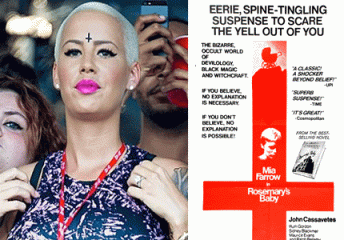 EERIE, SPINE-TINGLING
SUSPENSE TO SCARE
THE YELL OUT OF YOU
THE BIZARRE,
OCCULT WORLD
OF
DEVILOLOGY,
BLACK MAGIC
AND WITCHCRAFT.
IF YOU BELIEVE,
NO EXPLANATION
IS NECESSARY.
IF YOU DON'T
BELIEVE, NO
EXPLANATION
IS POSSIBLE!
"A CLASSIC!
A SHOCKER
BEYOND BELIEF!"
-UPI
"SUPERB
SUSPENSE!"
-TIME
"IT'S GREAT!"
-Cosmopolitan
FROM THE BEST-
SELLING NOVEL
Mia
Farrow
in
Rosemary's
Baby
John Cassavetes
Ruth Gordon
Sidney Blackmer
Maurice Evans